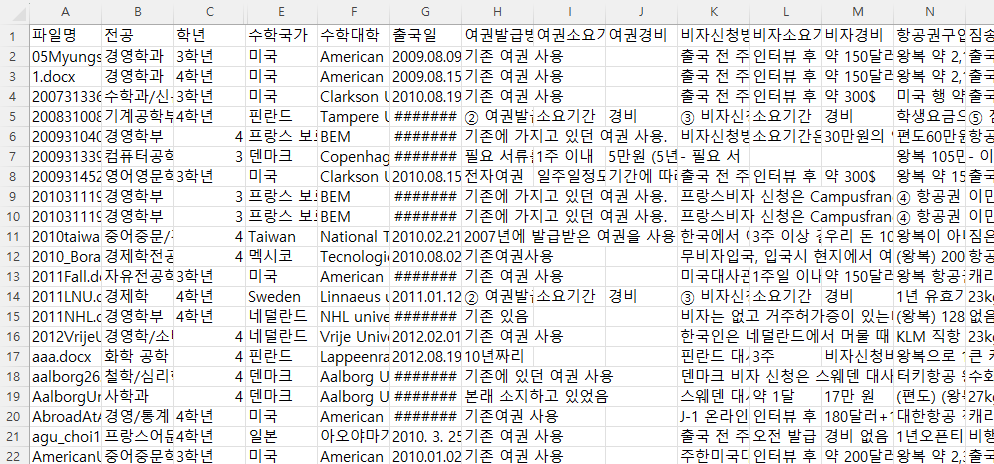 A B C E F G H I J K L M N
1 파일명 전공 학년 수학국가 수학대학 출국일 여권발급방 여권소요기 여권경비 비자신청방 비자소요기 비자경비 항공권구입 짐송
2 05Myungs 경영학과 3학년 미국 American 2009.08.09 기존 여권 사용 출국 전 주 인터뷰 후 약 150달러 왕복 약 2, 출국
3 1.docx 경영학과 4학년 미국 American 2009.08.15 기존 여권 사용 출국 전 주 인터뷰 후 약 150달러 왕복 약 2, 출국
4 200731336 수학과/신 3학년 미국 Clarkson U 2010.08.19 기존 여권 사용 출국 전 주 인터뷰 후 약 300$ 미국 행 약 출국
5 200831008 기계공학부 4학년 핀란드 Tampere U ####### ② 여권발급 소요기간 경비 ③ 비자신청 소요기간 경비 학생요금으 ⑤ 짐
6 200931040 경영학부 4 프랑스 보르 BEM ####### 기존에 가지고 있던 여권 사용. 비자신청방 소요기간은 30만원의 편도60만원 항공
7 200931339 컴퓨터공학 3 덴마크 Copenhag ####### 필요 서류 1주 이내 5만원 (5년 - 필요 서 왕복 105만 - 이
8 200931452 영어영문학 3학년 미국 Clarkson U 2010.08.15 전자여권 일주일정도 기간에 따라 출국 전 주 인터뷰 후 약 300$ 왕복 약 15 출국
9 201031119 경영학부 3 프랑스 보르 BEM ####### 기존에 가지고 있던 여권 사용. 프랑스비자 신청은 Campusfran ④ 항공권 이민
10 201031119 경영학부 3 프랑스 보르 BEM ####### 기존에 가지고 있던 여권 사용. 프랑스비자 신청은 Campusfran ④ 항공권 이민
11 2010taiwa 중어중문/ 4 Taiwan National T 2010.02.21 2007년에 발급받은 여권을 사용 한국에서 3주 이상 우리 돈 10 왕복이 아 짐은
12 2010_Bora 경제학전공 4 멕시코 Tecnologic 2010.08.02 기존여권사용 무비자입국, 입국시 현지에서 여 (왕복) 200 항공
13 2011Fall.d 자유전공학 3학년 미국 American ####### 기존 여권 사용 미국대사관 1주일 이내 약 150달러 왕복 항공 캐리
14 2011LNU.d 경제학 4학년 Sweden Linnaeus u 2011.01.12 ② 여권발급 소요기간 경비 ③ 비자신청 소요기간 경비 1년 유효기 23kg
15 2011NHL.d 경영학부 4학년 네덜란드 NHL unive ####### 기존 있음 비자는 없고 거주허가증이 있는 (왕복) 128 없음
16 2012VrijeU 경영학/소 4 네덜란드 Vrije Unive 2012.02.01 기존 여권 사용 한국인은 네덜란드에서 머물 때 KLM 직항 23kg
17 aaa.docx 화학 공학 4 핀란드 Lappeenra 2012.08.19 10년짜리 핀란드 대사 3주 비자신청비 왕복으로 1 큰
18 aalborg26 철학/심리학 4 덴마크 Aalborg U ####### 기존에 있던 여권 사용 덴마크 비자 신청은 스웨덴 대사 터키항공 수화
19 AalborgUn 사학과 4 덴마크 Aalborg U ####### 본래 소지하고 있었음 스웨덴 대사 약 1달 17만 원 (편도) (왕 27kg
20 AbroadAtA 경영/통계 4학년 미국 American ####### 기존여권 사용 J-1 온라인 인터뷰 후 180달러+1 대한항공 캐리
21 agu_choi1 프랑스어문 4학년 일본 아오야마가 2010. 3. 25 기존 여권 사용 출국 전 주 오전 발급 경비 없음 1년오픈티 비행
22 AmericanU 중어중문학 3학년 미국 American 2010.01.02 기존 여권 사용 주한미국대 인터뷰 후 약 200달러 왕복 약 2, 출국